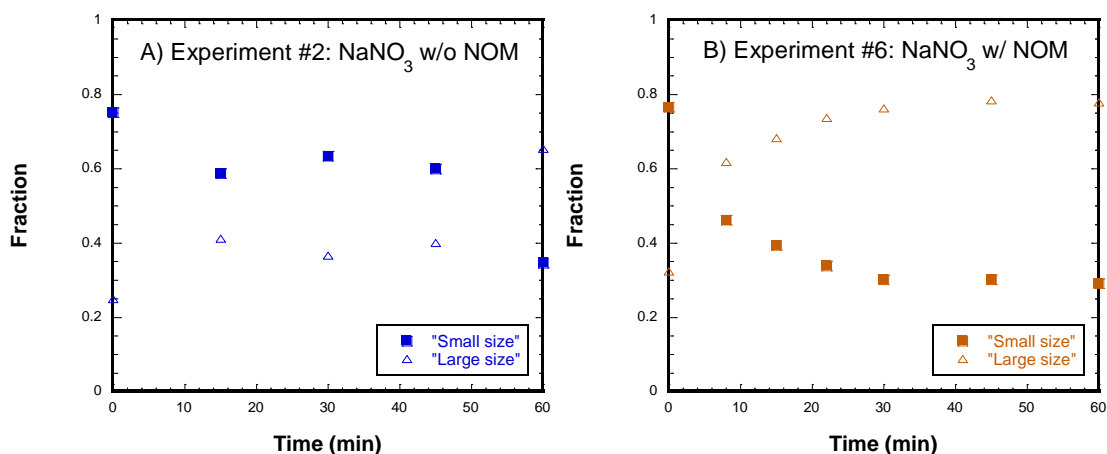 A) Experiment #2: NaNO3 w/o NOM
Fraction
1
0.8
0.6
0.4
0.2
0
"Small size"
"Large size"
0 10 20 30 40 50 60
Time (min)
B) Experiment #6: NaNO3 w/ NOM
Fraction
1
0.8
0.6
0.4
0.2
0
"Small size"
"Large size"
0 10 20 30 40 50 60
Time (min)